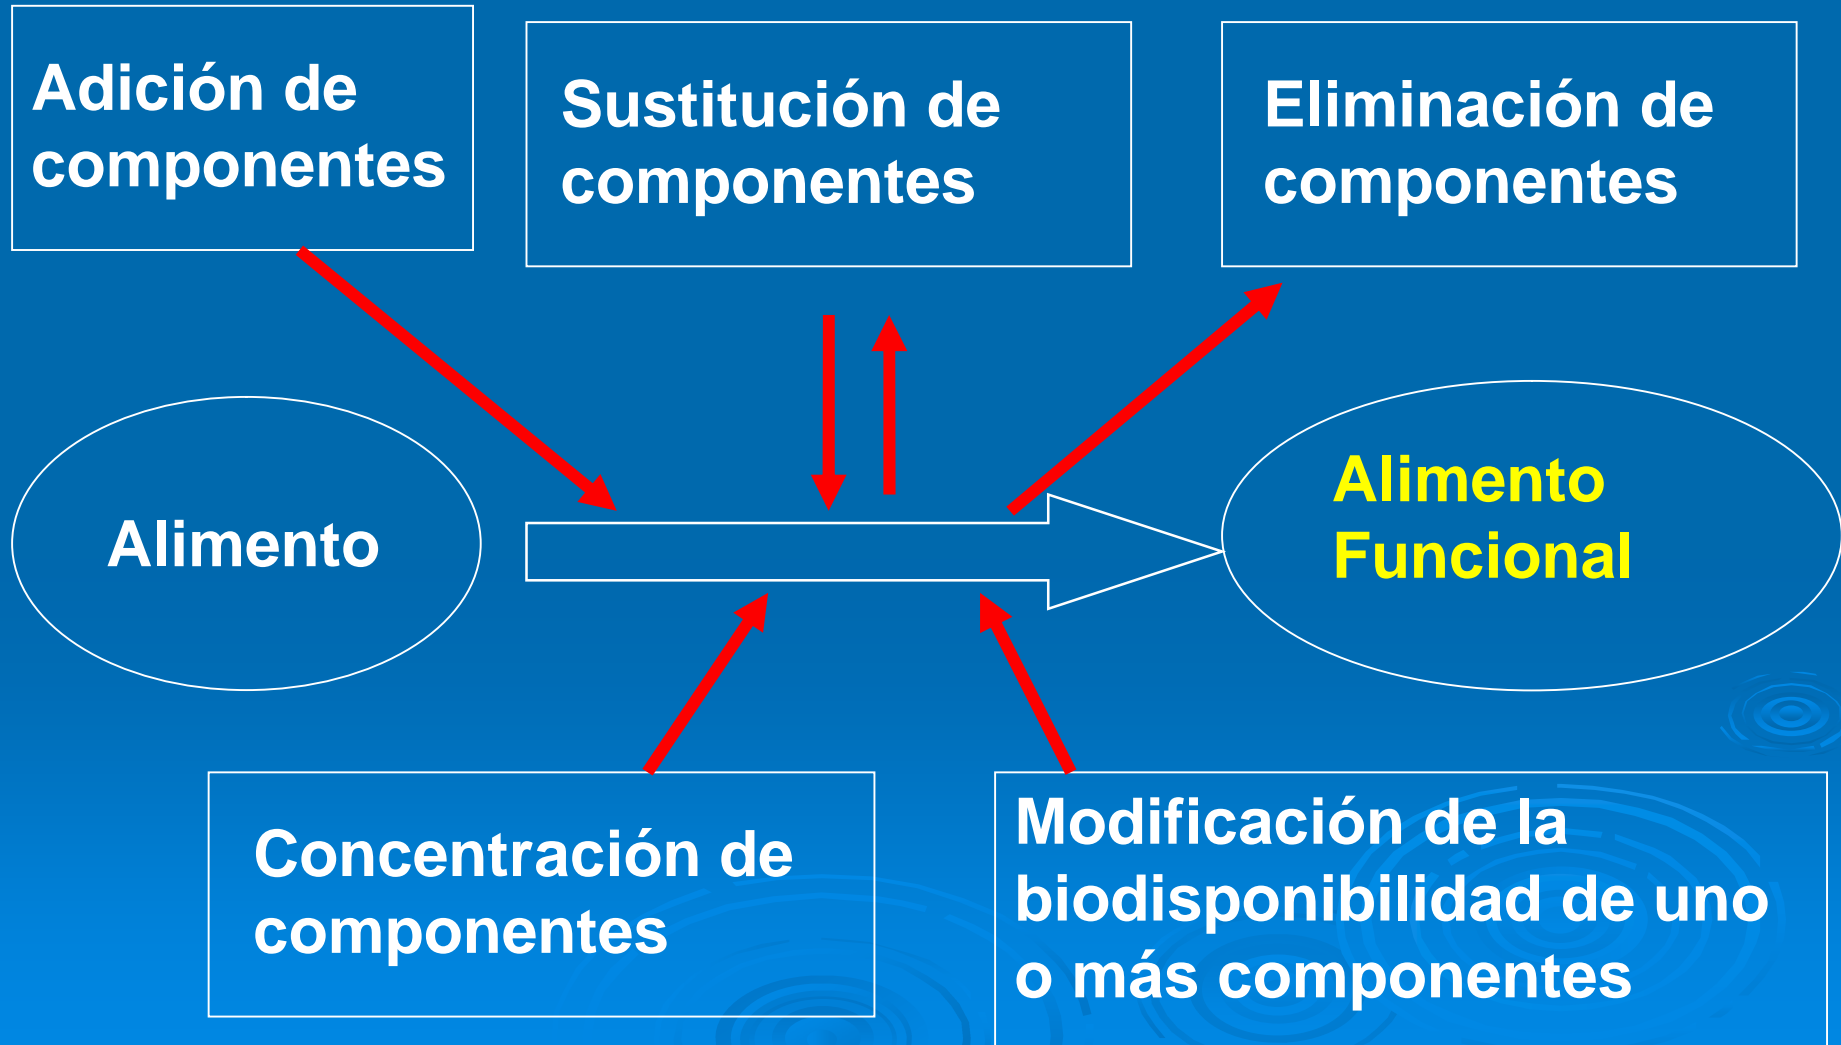 Adición de
componentes
Sustitución de
componentes
Eliminación de
componentes
Alimento
Alimento
Funcional
Concentración de
componentes
Modificación de la
biodisponibilidad de uno
o más componentes